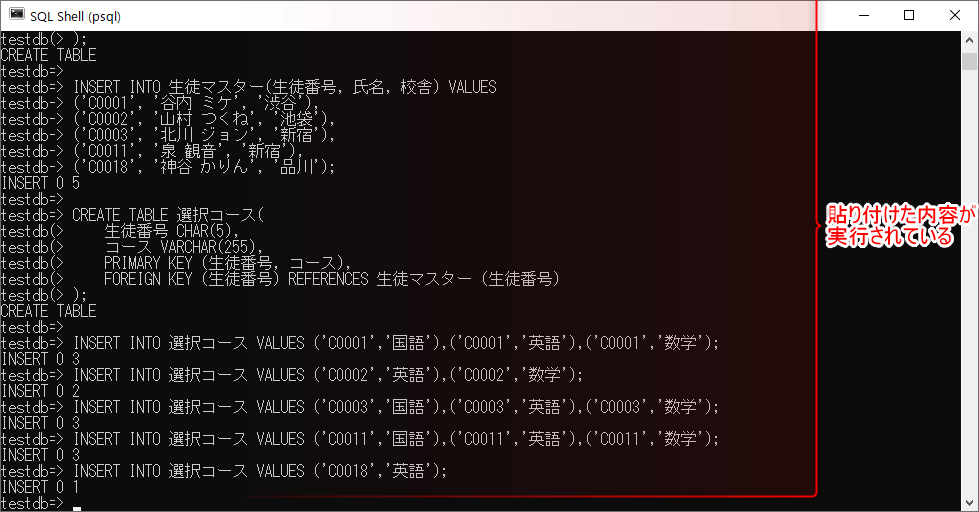 SQL Shell (psql)
testdb(> );
CREATE TABLE
testdb=>
testdb=> INSERT INTO 生徒マスター(生徒番号, 氏名, 校舎) VALUES
testdb-> ('C0001', '谷内 ミケ', '渋谷'),
testdb-> ('C0002', '山村 つくね', '池袋'),
testdb-> ('C0003', '北川 ジョン', '新宿'),
testdb-> ('C0011', '泉 観音', '新宿'),
testdb-> ('C0018', '神谷 かりん', '品川');
INSERT 0 5
testdb=>
testdb=> CREATE TABLE 選択コース(
testdb(>     生徒番号 CHAR(5),
testdb(>     コース VARCHAR(255),
testdb(>     PRIMARY KEY (生徒番号, コース),
testdb(>     FOREIGN KEY (生徒番号) REFERENCES 生徒マスター (生徒番号)
testdb(> );
CREATE TABLE
testdb=>
testdb=> INSERT INTO 選択コース VALUES ('C0001','国語'),('C0001','英語'),('C0001','数学');
INSERT 0 3
testdb=> INSERT INTO 選択コース VALUES ('C0002','英語'),('C0002','数学');
INSERT 0 2
testdb=> INSERT INTO 選択コース VALUES ('C0003','国語'),('C0003','英語'),('C0003','数学');
INSERT 0 3
testdb=> INSERT INTO 選択コース VALUES ('C0011','国語'),('C0011','英語'),('C0011','数学');
INSERT 0 3
testdb=> INSERT INTO 選択コース VALUES ('C0018','英語');
INSERT 0 1
testdb=>
貼り付けた内容が
実行されている